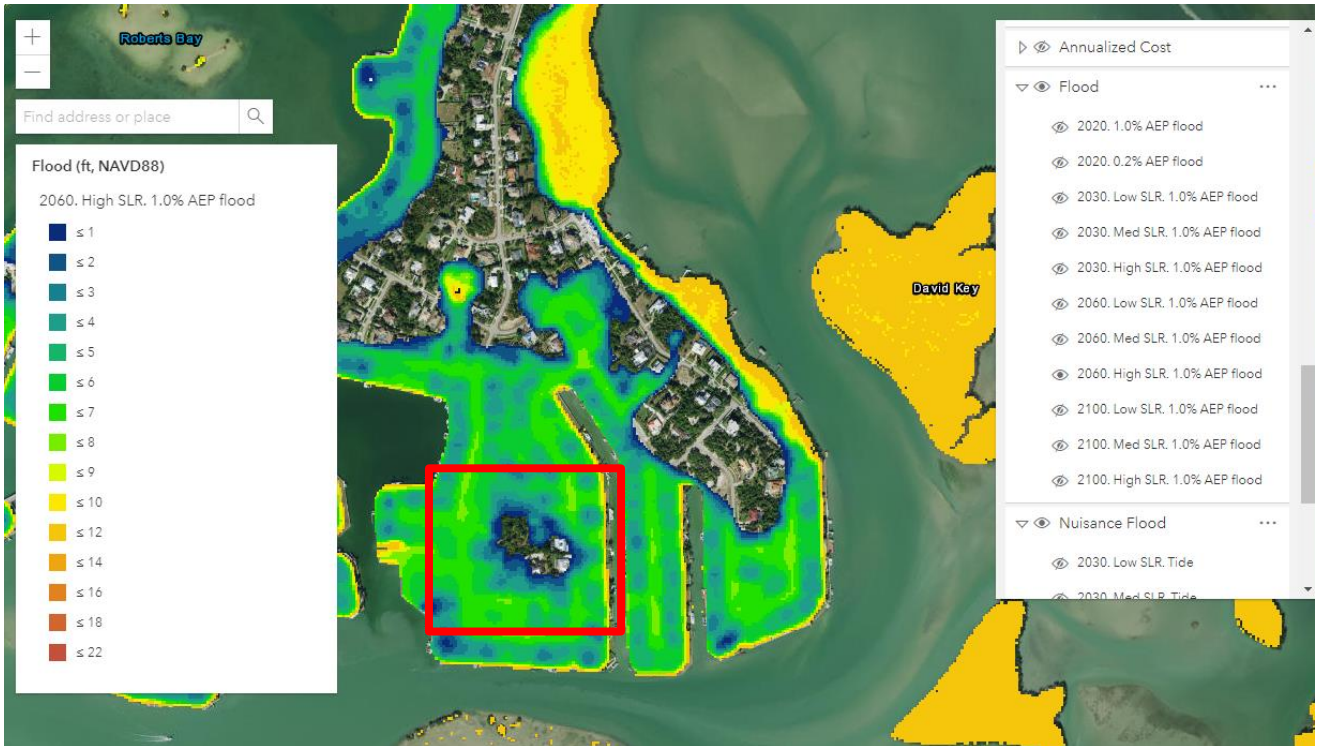 Roberts Bay
Find address or place
Flood (ft, NAVD88)
2060. High SLR. 1.0% AEP flood
≤ 1
≤ 2
≤ 3
≤ 4
≤ 5
≤ 6
≤ 7
≤ 8
≤ 9
≤ 10
≤ 12
≤ 14
≤ 16
≤ 18
≤ 22
David Key
Annualized Cost
Flood
2020. 1.0% AEP flood
2020. 0.2% AEP flood
2030. Low SLR. 1.0% AEP flood
2030. Med SLR. 1.0% AEP flood
2030. High SLR. 1.0% AEP flood
2060. Low SLR. 1.0% AEP flood
2060. Med SLR. 1.0% AEP flood
2060. High SLR. 1.0% AEP flood
2100. Low SLR. 1.0% AEP flood
2100. Med SLR. 1.0% AEP flood
2100. High SLR. 1.0% AEP flood
Nuisance Flood
2030. Low SLR. Tide
2030. Med SLR. Tide